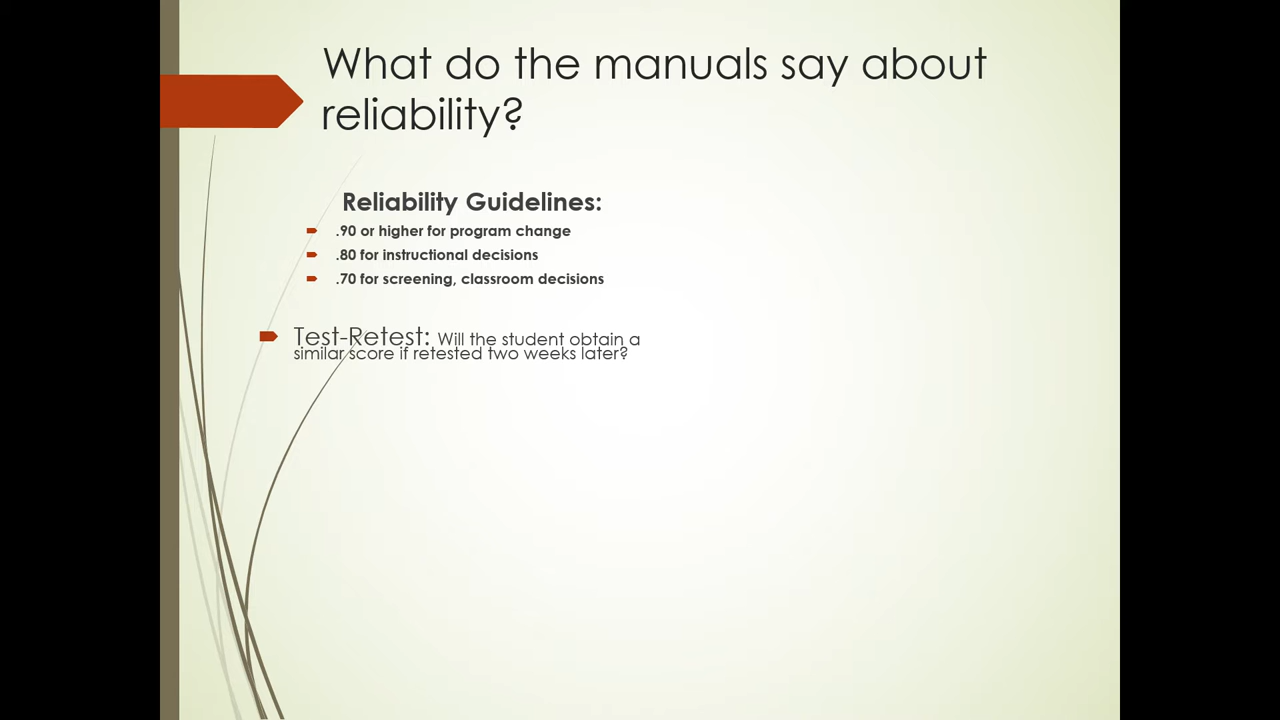 What do the manuals say about
reliability?
Reliability Guidelines:
.90 or higher for program change
.80 for instructional decisions
.70 for screening, classroom decisions
Test-Retest: Will the student obtain a
similar score if retested two weeks later?